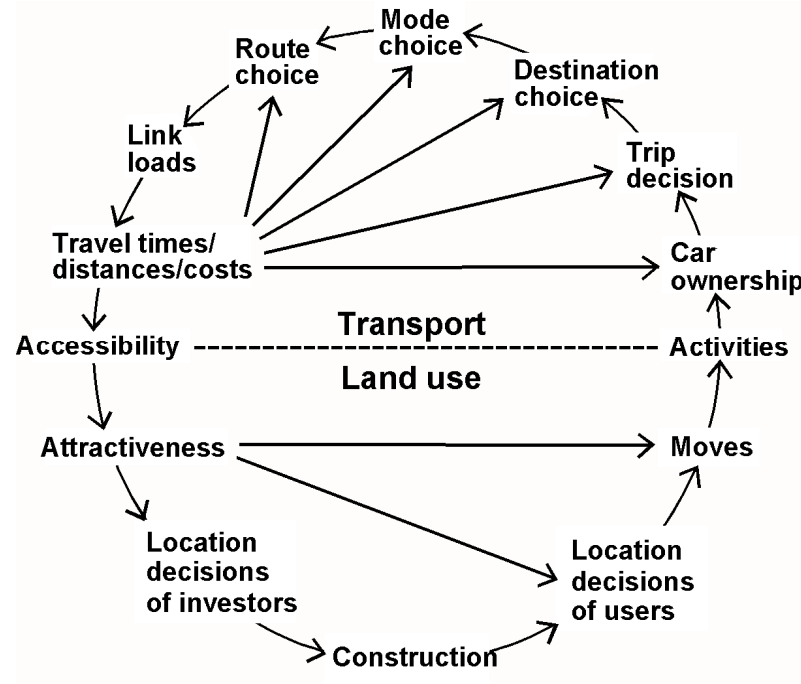 Mode
choice
Route
choice
Destination
choice
Link
loads
Trip
decision
Travel times/
distances/costs
Car
ownership
Transport
Accessibility
Activities
Land use
Attractiveness
Moves
Location
decisions
of investors
Location
decisions
of users
Construction